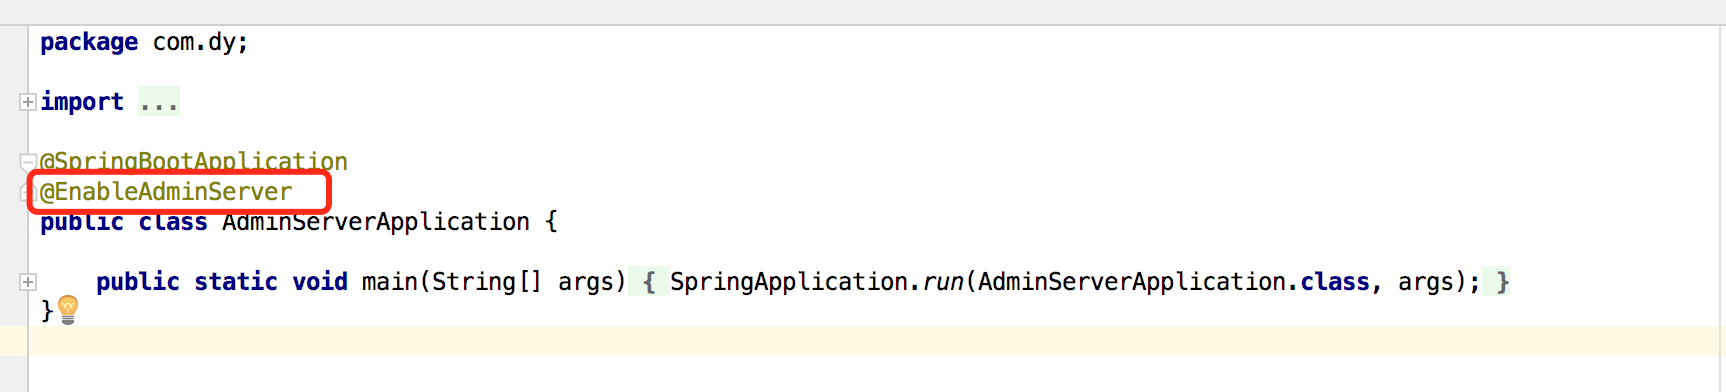 package com.dy;
import ...
@SpringBootApplication
@EnableAdminServer
public class AdminServerApplication {
public static void main(String[] args) { SpringApplication.run(AdminServerApplication.class, args); }
}